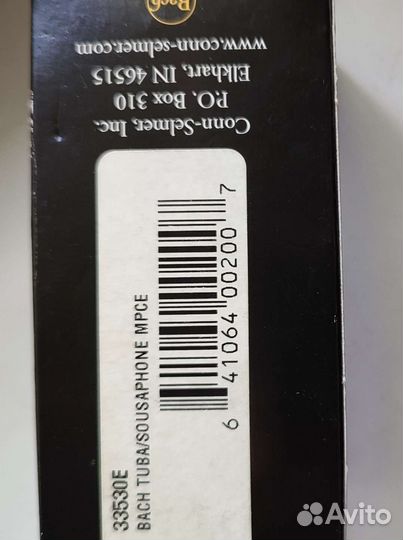 Bach
Conn-Selmer, Inc.
P.O. Box 310
Elkhart, IN 46515
www.conn-selmer.com
33530E
BACH TUBA/SOUSAPHONE MPCE
6 41064 00200 7
Avito